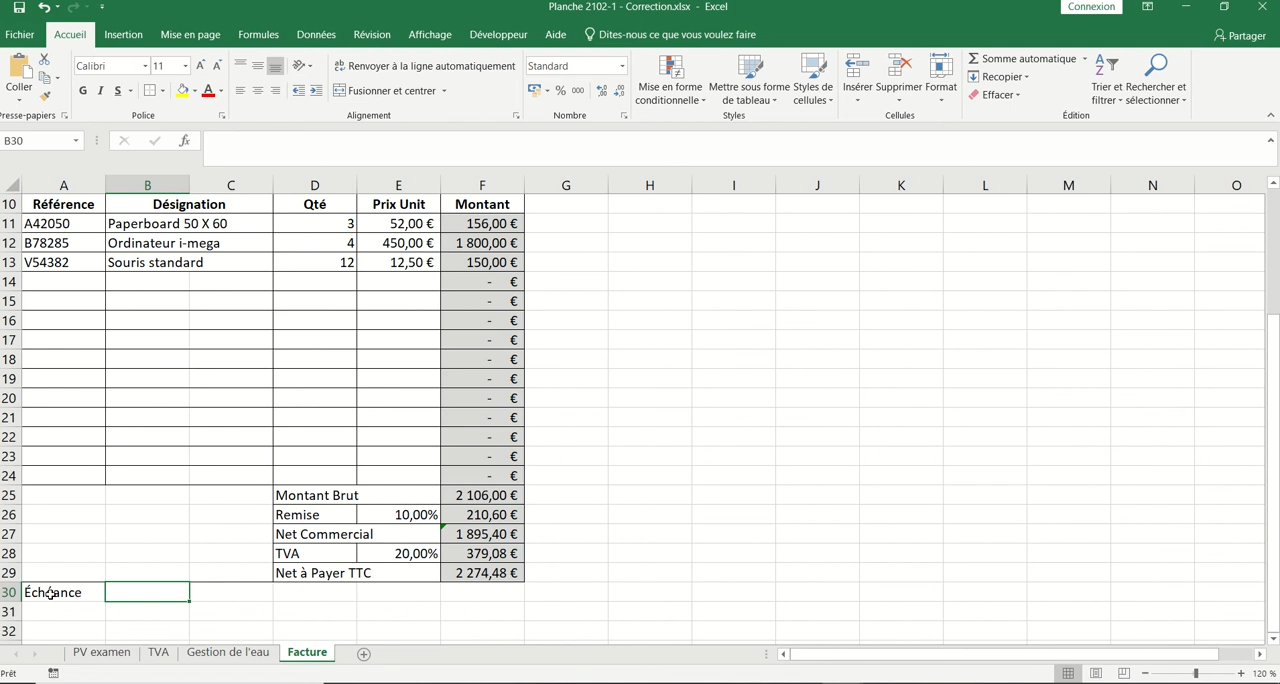 Planche 2102-1 - Correction.xlsx - Excel
Connexion
Fichier Accueil Insertion Mise en page Formules Données Révision Affichage Développeur Aide Dites-nous ce que vous voulez faire Partager
Coller
Calibri 11
Renvoyer à la ligne automatiquement
Standard
G I S
Fusionner et centrer
% 000
Mise en forme conditionnelle
Mettre sous forme de tableau
Styles de cellules
Insérer Supprimer Format
Somme automatique
Recopier
Effacer
Trier et filtrer
Rechercher et sélectionner
Presse-papiers Police Alignement Nombre Styles Cellules Édition
B30 fx
A B C D E F G H I J K L M N O
10 Référence Désignation Qté Prix Unit Montant
11 A42050 Paperboard 50 X 60 3 52,00 € 156,00 €
12 B78285 Ordinateur i-mega 4 450,00 € 1 800,00 €
13 V54382 Souris standard 12 12,50 € 150,00 €
14 - €
15 - €
16 - €
17 - €
18 - €
19 - €
20 - €
21 - €
22 - €
23 - €
24 - €
25 Montant Brut 2 106,00 €
26 Remise 10,00% 210,60 €
27 Net Commercial 1 895,40 €
28 TVA 20,00% 379,08 €
29 Net à Payer TTC 2 274,48 €
30 Échéance
31
32
PV examen TVA Gestion de l'eau Facture
Prêt 120 %